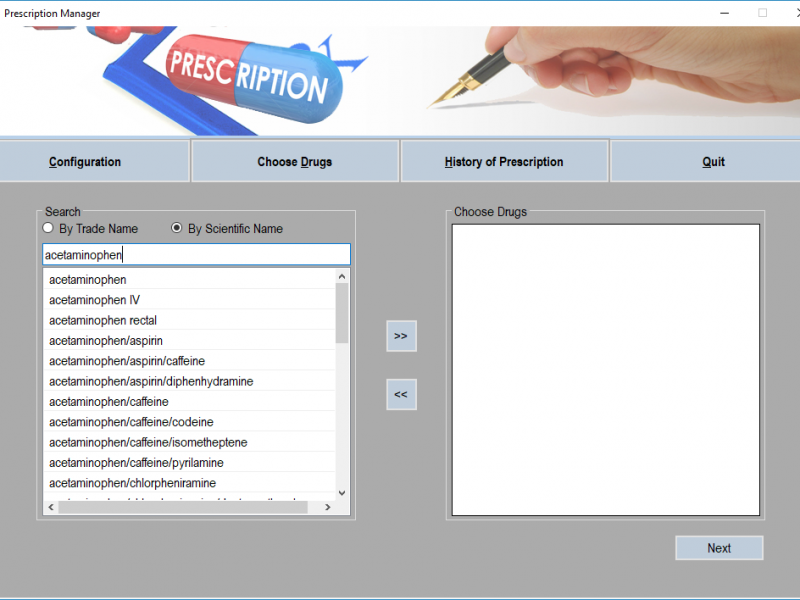 Prescription Manager
PRESCRIPTION
Configuration
Choose Drugs
History of Prescription
Quit
Search
By Trade Name
By Scientific Name
acetaminophen
acetaminophen
acetaminophen IV
acetaminophen rectal
acetaminophen/aspirin
acetaminophen/aspirin/caffeine
acetaminophen/aspirin/diphenhydramine
acetaminophen/caffeine
acetaminophen/caffeine/codeine
acetaminophen/caffeine/isometheptene
acetaminophen/caffeine/pyrilamine
acetaminophen/chlorpheniramine
>>
<<
Choose Drugs
Next